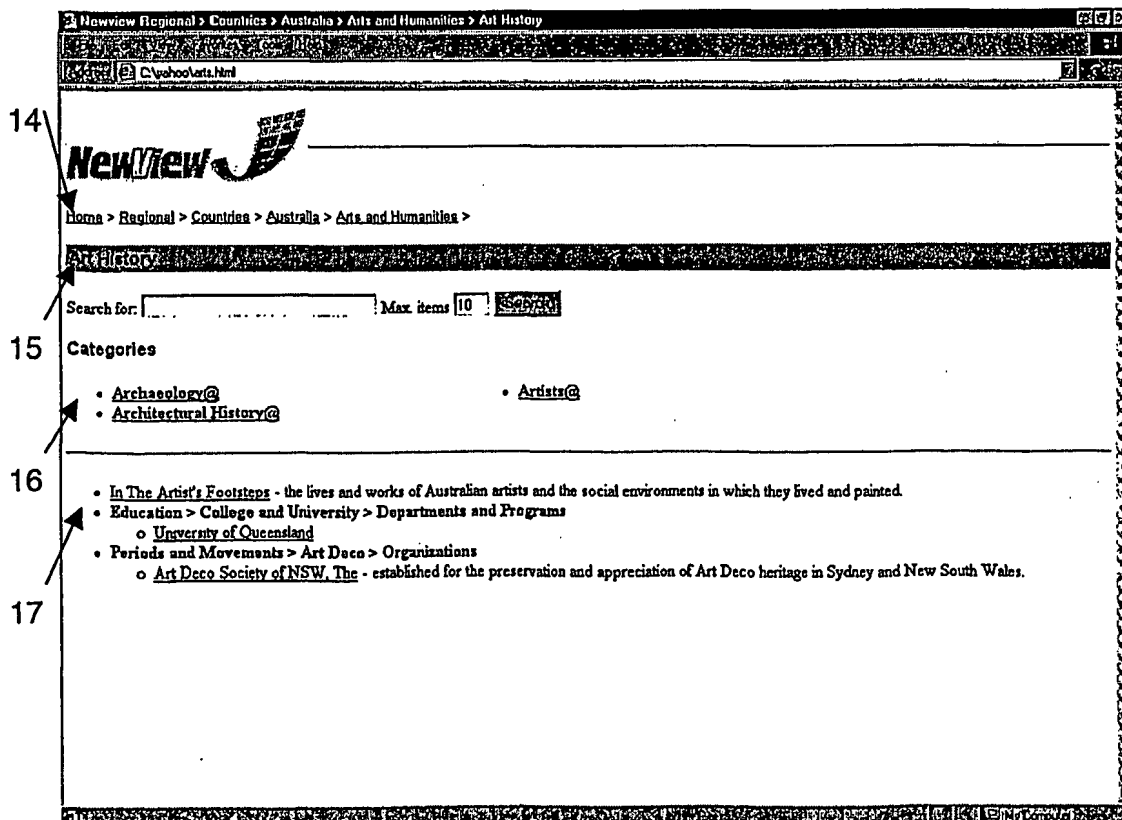 Newview Regional > Countries > Australia > Arts and Humanities > Art History
C:\yahoo\arts.html
14
NewView
Home > Regional > Countries > Australia > Arts and Humanities >
Art History
Search for: Max. items 10 Search
15
Categories
• Archaeology@ • Artists@
• Architectural History@
16
• In The Artist's Footsteps - the lives and works of Australian artists and the social environments in which they lived and painted.
• Education > College and University > Departments and Programs
o University of Queensland
• Periods and Movements > Art Deco > Organizations
o Art Deco Society of NSW, The - established for the preservation and appreciation of Art Deco heritage in Sydney and New South Wales.
17
My Computer